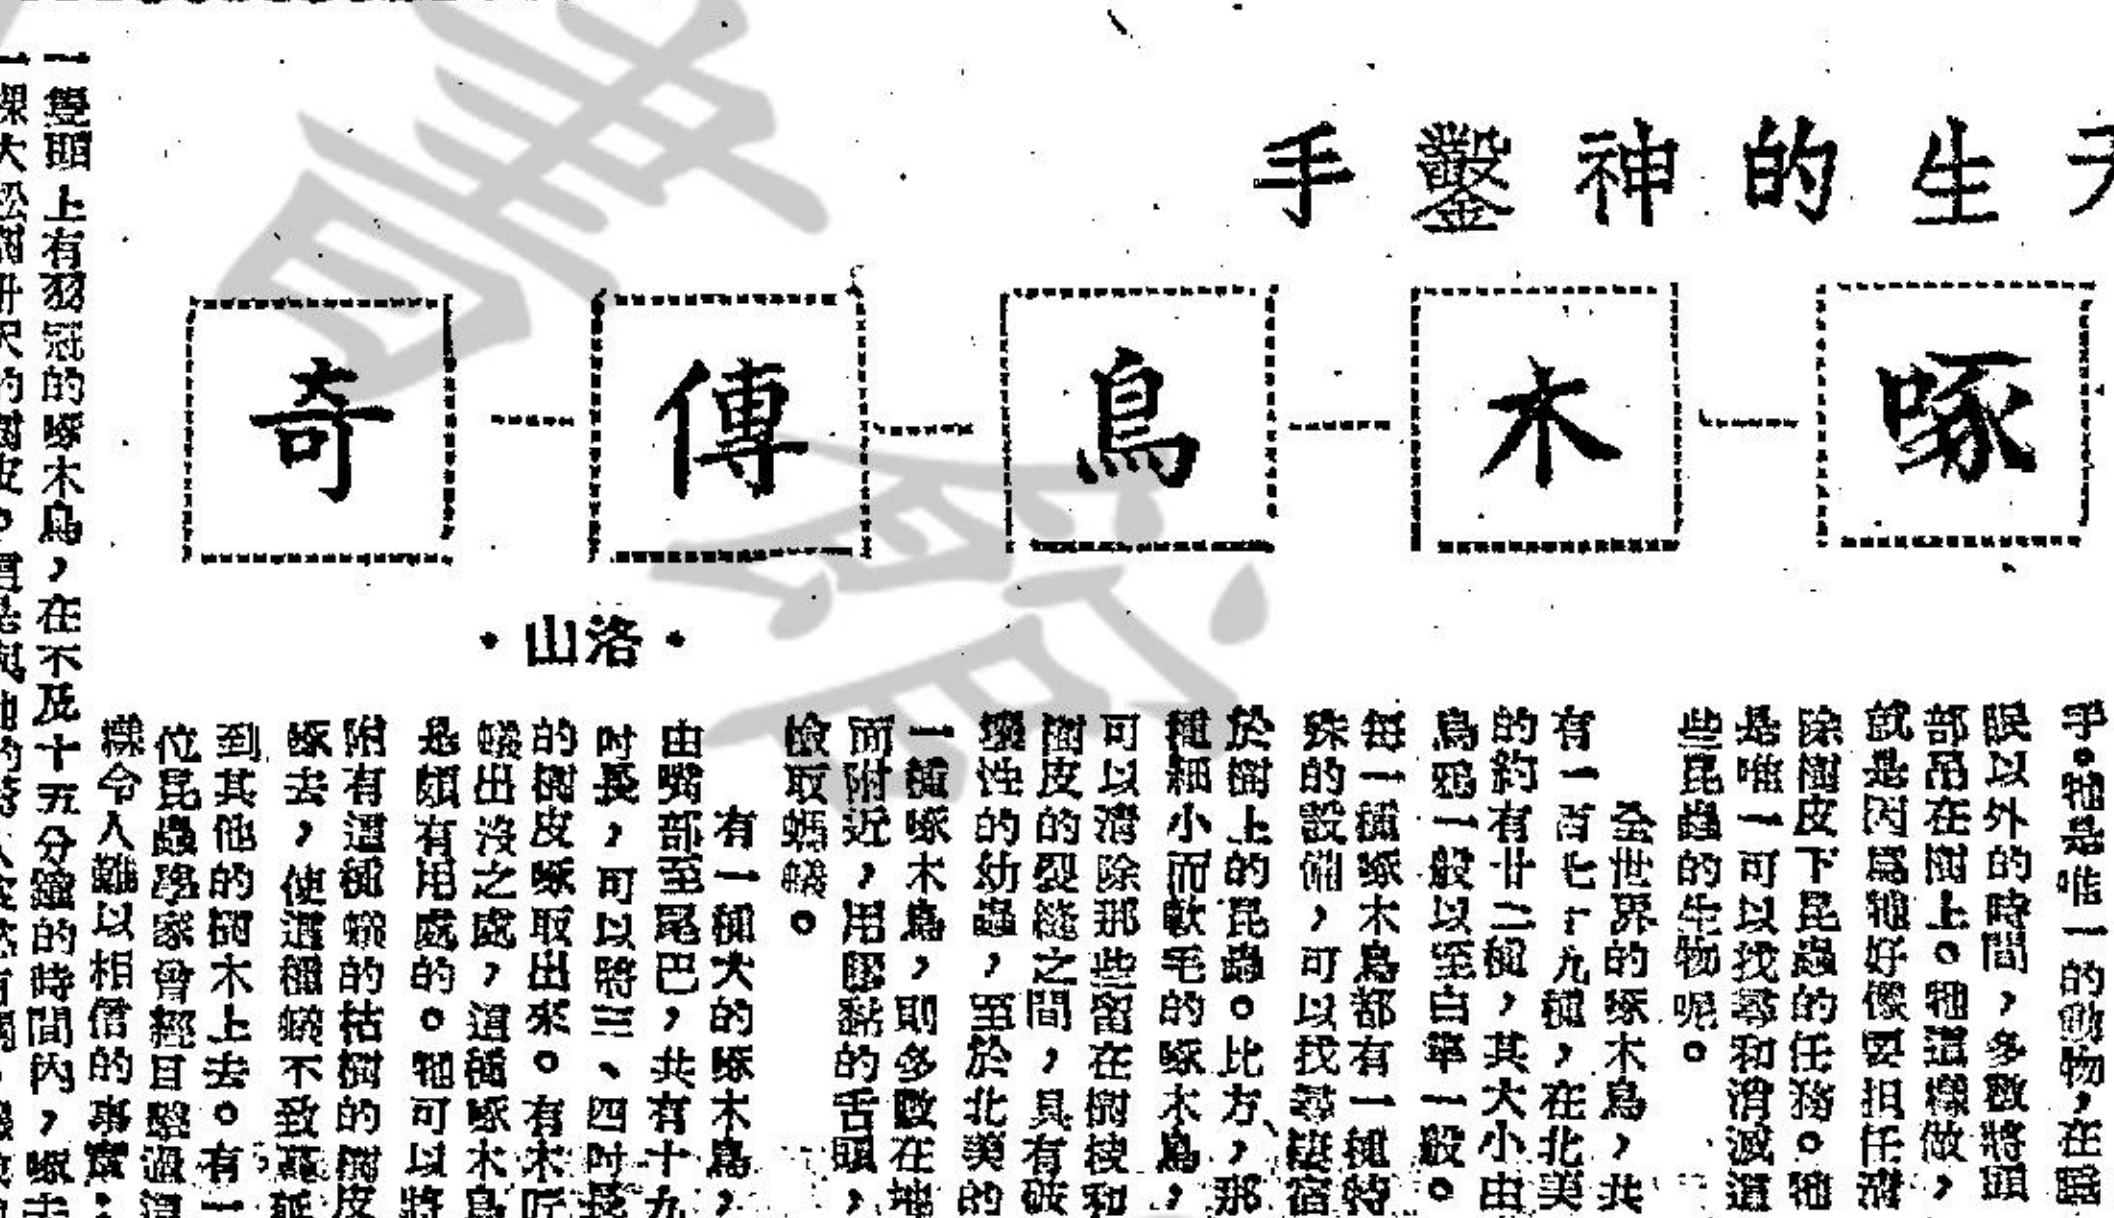 生的神鑿手
啄木鳥傳奇
·洛山·
手。牠是唯一的動物，在睡
眠以外的時間，多數將頭
部吊在樹上。牠這樣做，
就是因為牠好像要担任清
除樹皮下昆蟲的任務。牠
是唯一可以找尋和消滅這
些昆蟲的生物呢。
全世界的啄木鳥，共
有一百七十九種，在北美
的約有廿二種，其大小由
烏鴉一般以至白一般。
每一種啄木鳥都有一種特
殊的設備，可以找尋棲宿
於樹上的昆蟲。比方，那
種細小而軟毛的啄木鳥，
可以清除那些留在樹枝和
樹皮的裂縫之間，具有破
壞性的幼蟲，至於北美的
一種啄木鳥，則多數在地
面附近，用膠黏的舌頭，
撿取螞蟻。
有一種大的啄木鳥，
由嘴部至尾巴，共有十九
吋長，可以將三、四吋長
的樹皮啄取出來。有木匠
蟻出沒之處，這種啄木鳥
是頗有用處的。牠可以將
附有這種蟻的枯樹的樹皮
啄去，使這種蟻不致蔓延
到其他的樹木上去。有一
位昆蟲學家曾經目擊過這
樣令人難以相信的事實：
一隻頭上有羽冠的啄木鳥，在不及十五分鐘的時間內，啄去
一棵大松樹卅尺的樹皮。